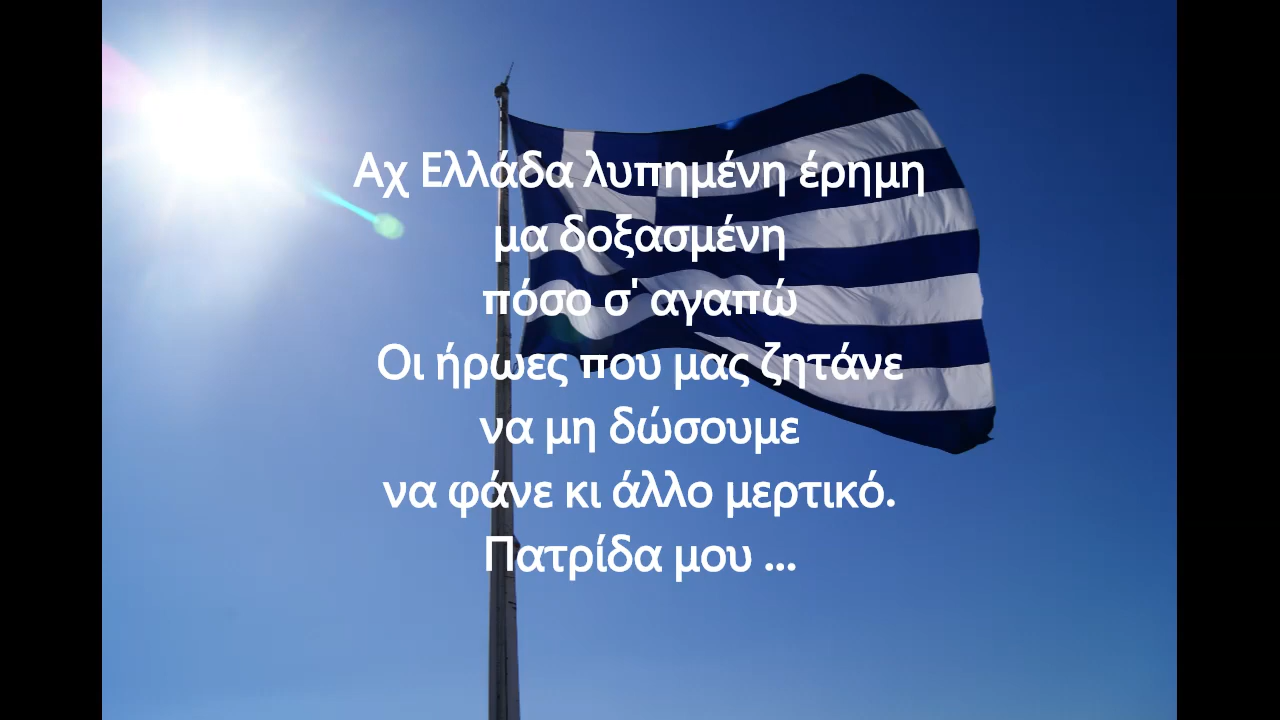 Αχ Ελλάδα λυπημένη έρημη
μα δοξασμένη
πόσο σ' αγαπώ
Οι ήρωες που μας ζητάνε
να μη δώσουμε
να φάνε κι άλλο μερτικό.
Πατρίδα μου ...